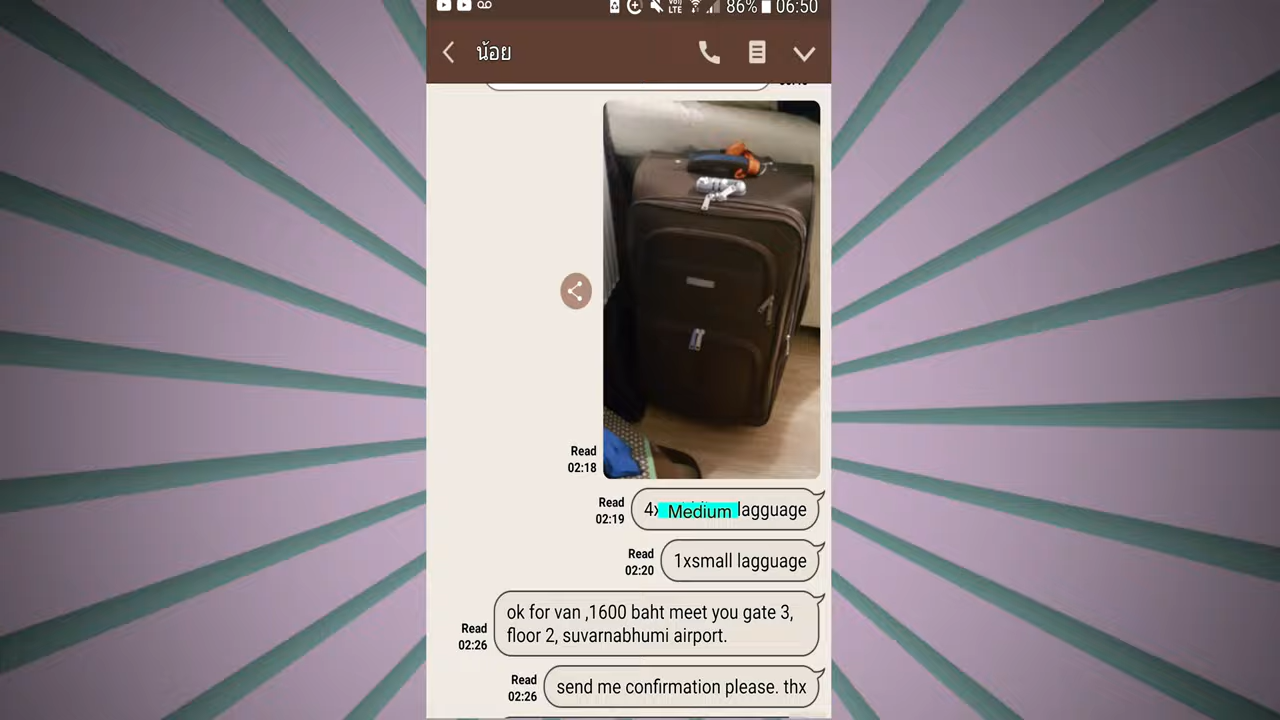 86% 06:50
น้อย
Read
02:18
Read
02:19
4x Medium lagguage
Read
02:20
1xsmall lagguage
ok for van ,1600 baht meet you gate 3,
floor 2, suvarnabhumi airport.
Read
02:26
send me confirmation please. thx
Read
02:26